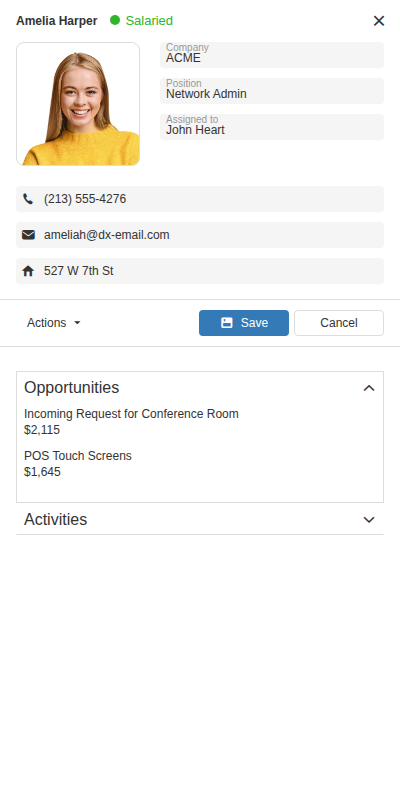 Amelia Harper
Salaried
Company
ACME
Position
Network Admin
Assigned to
John Heart
(213) 555-4276
ameliah@dx-email.com
527 W 7th St
Actions
Save
Cancel
Opportunities
Incoming Request for Conference Room
$2,115
POS Touch Screens
$1,645
Activities